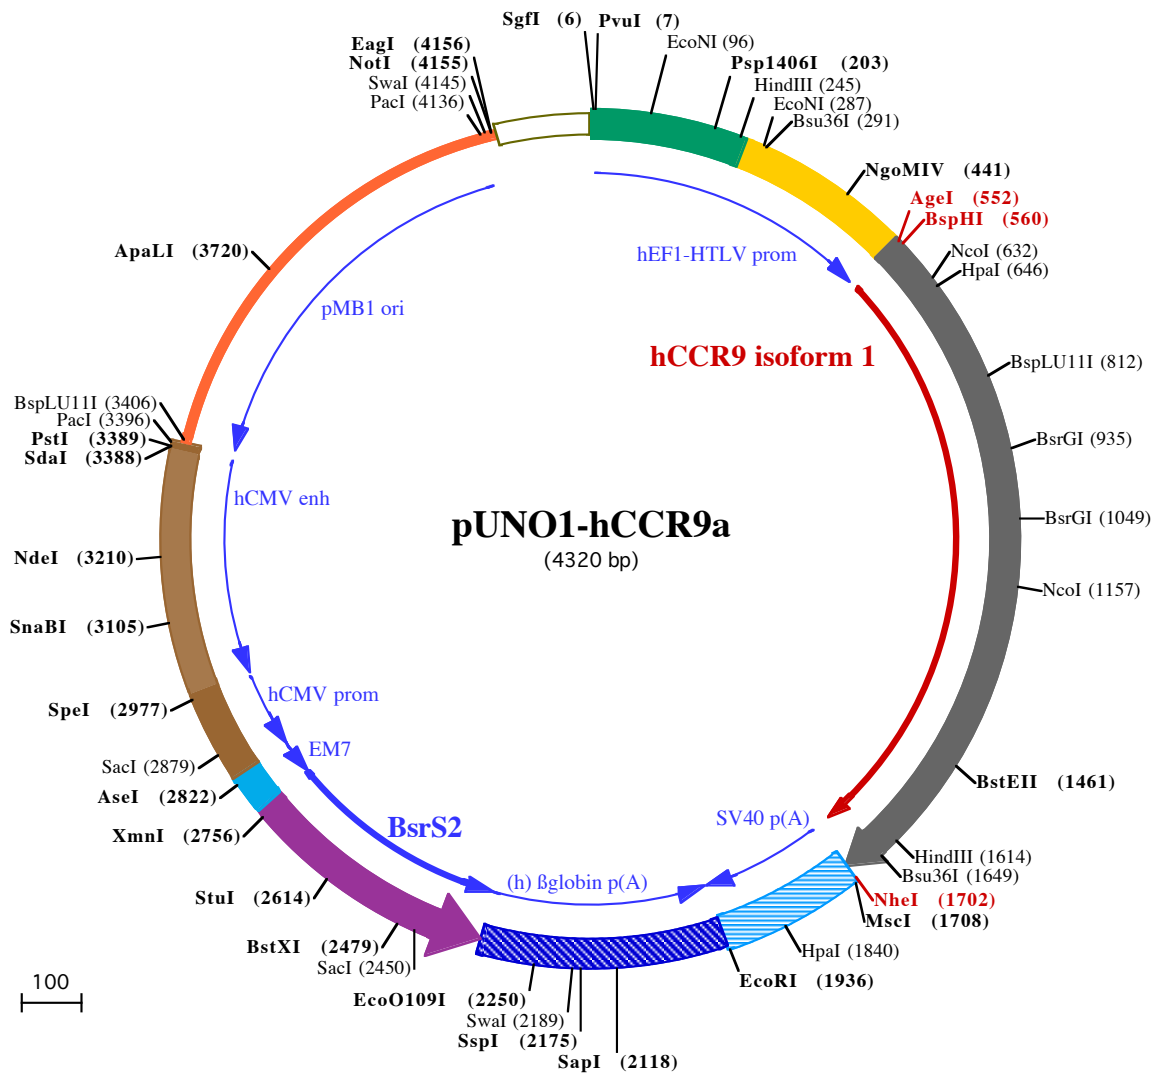 SgfI (6)
PvuI (7)
EcoNI (96)
Psp1406I (203)
HindIII (245)
EcoNI (287)
Bsu36I (291)
NgoMIV (441)
AgeI (552)
BspHI (560)
NcoI (632)
HpaI (646)
BspLU11I (812)
BsrGI (935)
BsrGI (1049)
NcoI (1157)
BstEII (1461)
HindIII (1614)
Bsu36I (1649)
NheI (1702)
MscI (1708)
HpaI (1840)
EcoRI (1936)
SapI (2118)
SspI (2175)
SwaI (2189)
EcoO109I (2250)
SacI (2450)
BstXI (2479)
StuI (2614)
XmnI (2756)
AseI (2822)
SacI (2879)
SpeI (2977)
SnaBI (3105)
NdeI (3210)
SdaI (3388)
PstI (3389)
PacI (3396)
BspLU11I (3406)
ApaLI (3720)
PacI (4136)
SwaI (4145)
NotI (4155)
EagI (4156)
hEF1-HTLV prom
hCCR9 isoform 1
SV40 p(A)
(h) ßglobin p(A)
BsrS2
EM7
hCMV prom
hCMV enh
pMB1 ori
pUNO1-hCCR9a
(4320 bp)
100